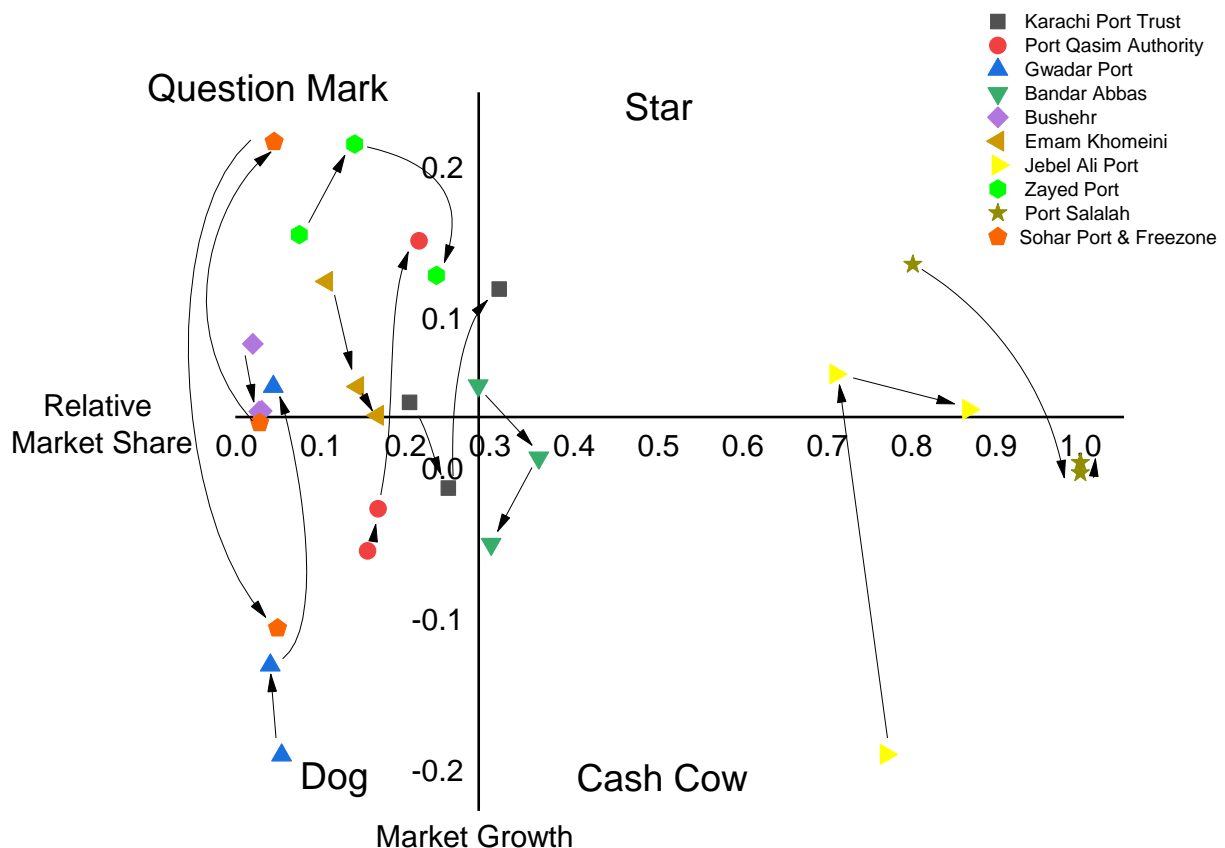 Karachi Port Trust
Port Qasim Authority
Gwadar Port
Bandar Abbas
Bushehr
Emam Khomeini
Jebel Ali Port
Zayed Port
Port Salalah
Sohar Port & Freezone
Question Mark
Star
0.2
0.1
Relative
Market Share
0.0 0.1 0.2 0.3 0.4 0.5 0.6 0.7 0.8 0.9 1.0
0.0
-0.1
-0.2
Dog
Cash Cow
Market Growth